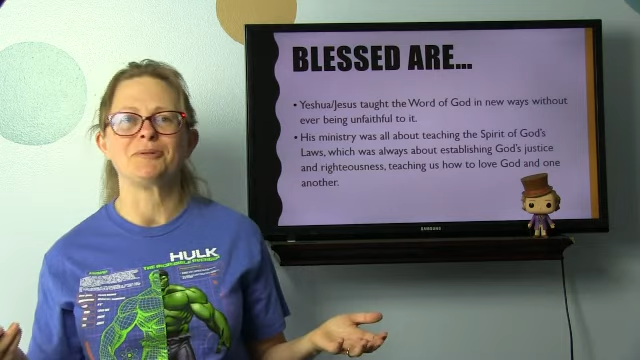 BLESSED ARE...
• Yeshua/Jesus taught the Word of God in new ways without
ever being unfaithful to it.
• His ministry was all about teaching the Spirit of God's
Laws, which was always about establishing God's justice
and righteousness, teaching us how to love God and one
another.
SAMSUNG
HULK